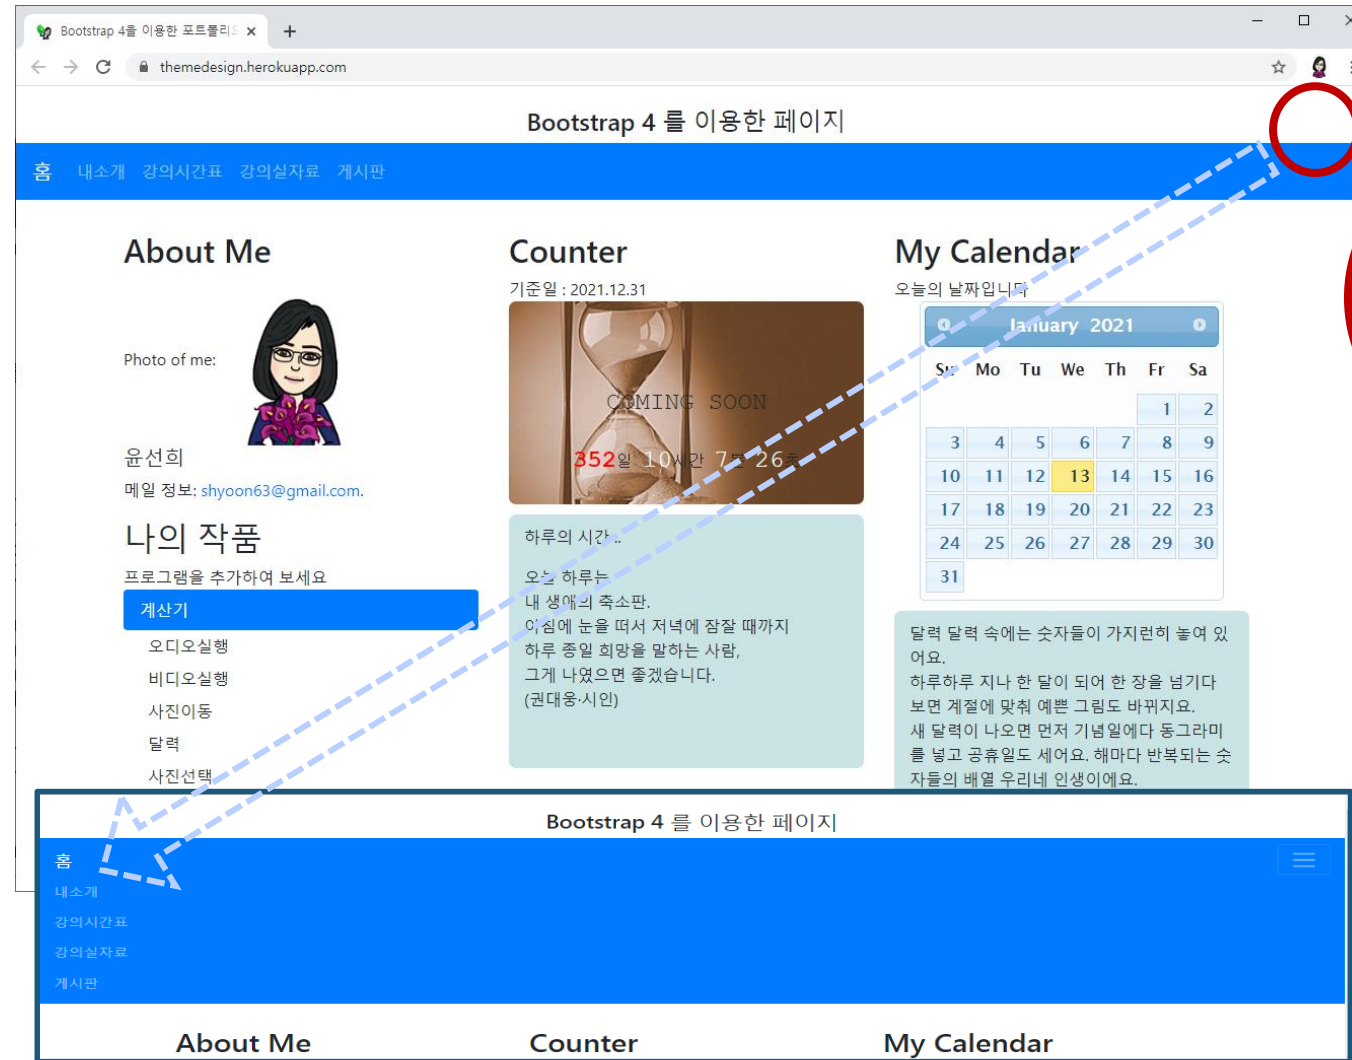 Bootstrap 4를 이용한 포트폴리오
themedesign.herokuapp.com
Bootstrap 4 를 이용한 페이지
홈 내소개 강의시간표 강의실자료 게시판
About Me
Photo of me:
윤선희
메일 정보: shyoon63@gmail.com.
나의 작품
프로그램을 추가하여 보세요
계산기
오디오실행
비디오실행
사진이동
달력
사진선택
Counter
기준일 : 2021.12.31
COMING SOON
352일 10시간 7분 26초
하루의 시간..
오늘 하루는
내 생애의 축소판.
아침에 눈을 떠서 저녁에 잠잘 때까지
하루 종일 희망을 말하는 사람,
그게 나였으면 좋겠습니다.
(권대웅·시인)
My Calendar
오늘의 날짜입니다
January 2021
Su Mo Tu We Th Fr Sa
1 2
3 4 5 6 7 8 9
10 11 12 13 14 15 16
17 18 19 20 21 22 23
24 25 26 27 28 29 30
31
달력 달력 속에는 숫자들이 가지런히 놓여 있
어요.
하루하루 지나 한 달이 되어 한 장을 넘기다
보면 계절에 맞춰 예쁜 그림도 바뀌지요.
새 달력이 나오면 먼저 기념일에다 동그라미
를 넣고 공휴일도 세어요. 해마다 반복되는 숫
자들의 배열 우리네 인생이에요.
Bootstrap 4 를 이용한 페이지
홈
내소개
강의시간표
강의실자료
게시판
About Me
Counter
My Calendar